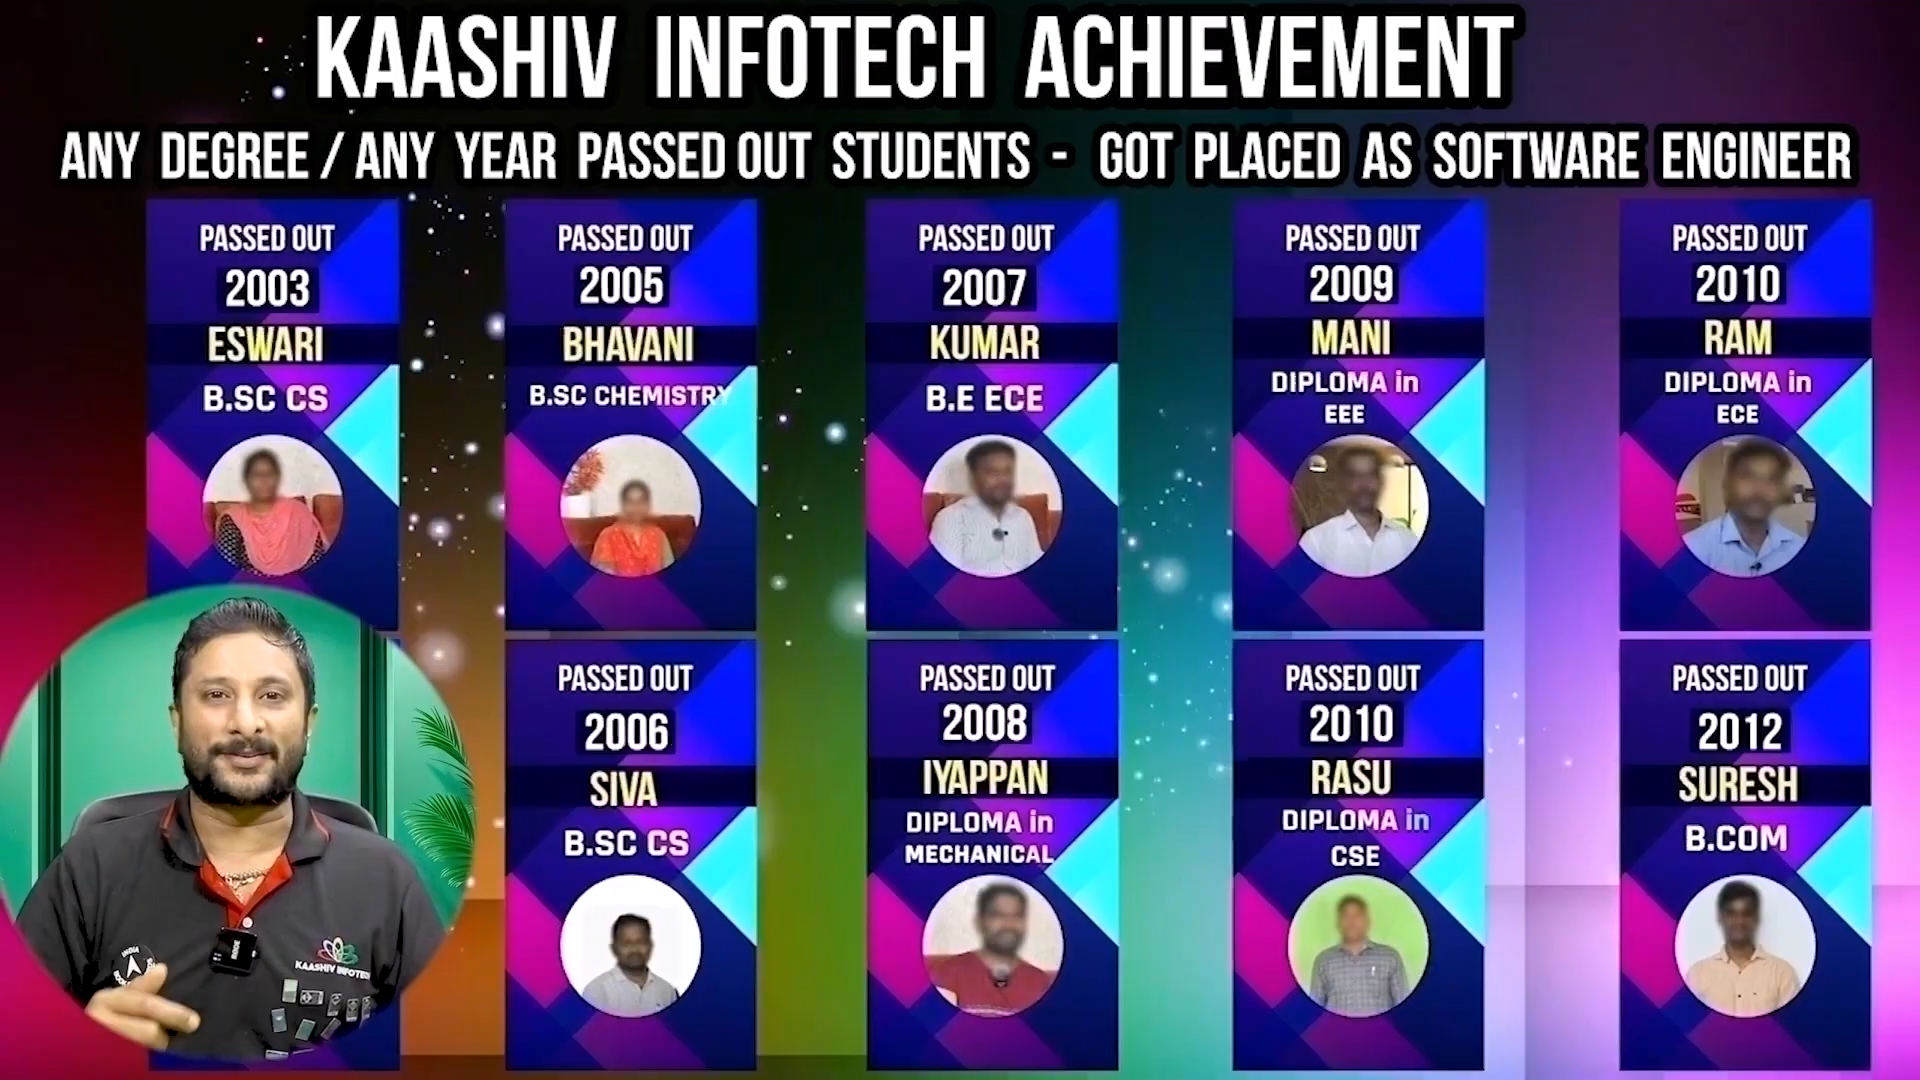 KAASHIV INFOTECH ACHIEVEMENT
ANY DEGREE / ANY YEAR PASSED OUT STUDENTS - GOT PLACED AS SOFTWARE ENGINEER
PASSED OUT
2003
ESWARI
B.SC CS
PASSED OUT
2005
BHAVANI
B.SC CHEMISTRY
PASSED OUT
2007
KUMAR
B.E ECE
PASSED OUT
2009
MANI
DIPLOMA in
EEE
PASSED OUT
2010
RAM
DIPLOMA in
ECE
PASSED OUT
2006
SIVA
B.SC CS
PASSED OUT
2008
IYAPPAN
DIPLOMA in
MECHANICAL
PASSED OUT
2010
RASU
DIPLOMA in
CSE
PASSED OUT
2012
SURESH
B.COM
INDIA
RODE
KAASHIV INFOTECH